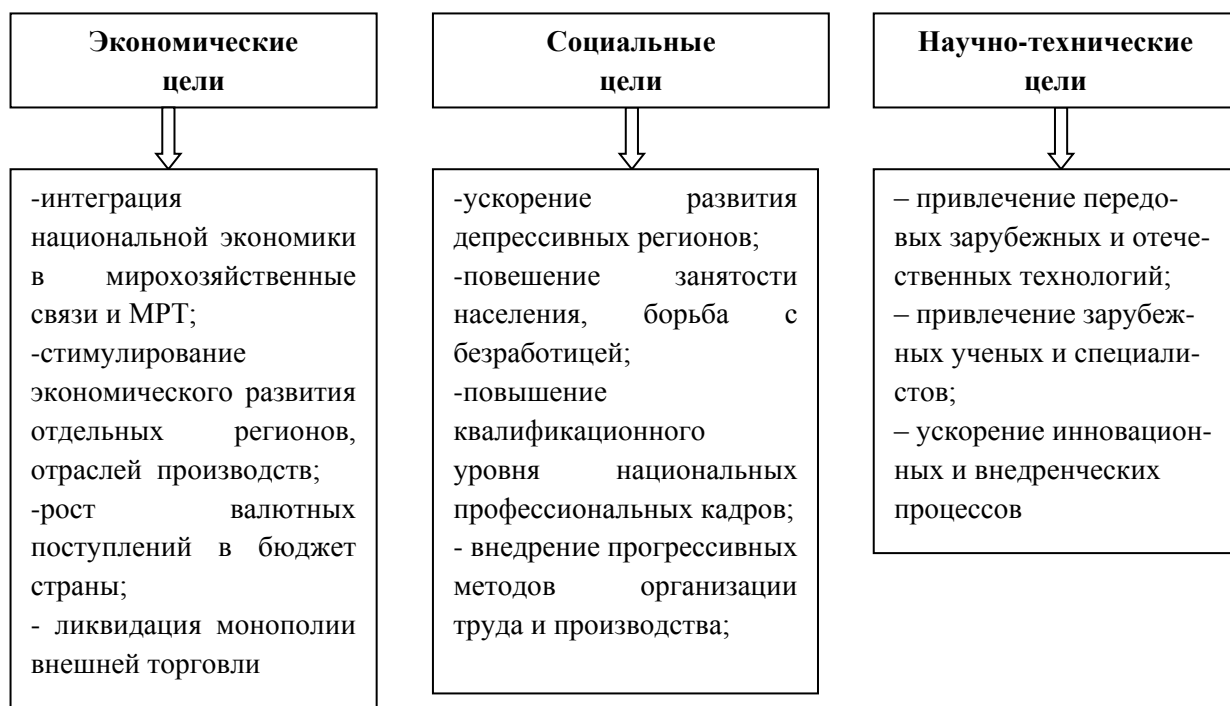 Экономические
цели
-интеграция
национальной экономики
в мирохозяйственные
связи и МРТ;
-стимулирование
экономического развития
отдельных регионов,
отраслей производств;
-рост валютных
поступлений в бюджет
страны;
- ликвидация монополии
внешней торговли
Социальные
цели
-ускорение развития
депрессивных регионов;
-повешение занятости
населения, борьба с
безработицей;
-повышение
квалификационного
уровня национальных
профессиональных кадров;
- внедрение прогрессивных
методов организации
труда и производства;
Научно-технические
цели
– привлечение передо-
вых зарубежных и отече-
ственных технологий;
– привлечение зарубеж-
ных ученых и специали-
стов;
– ускорение инновацион-
ных и внедренческих
процессов